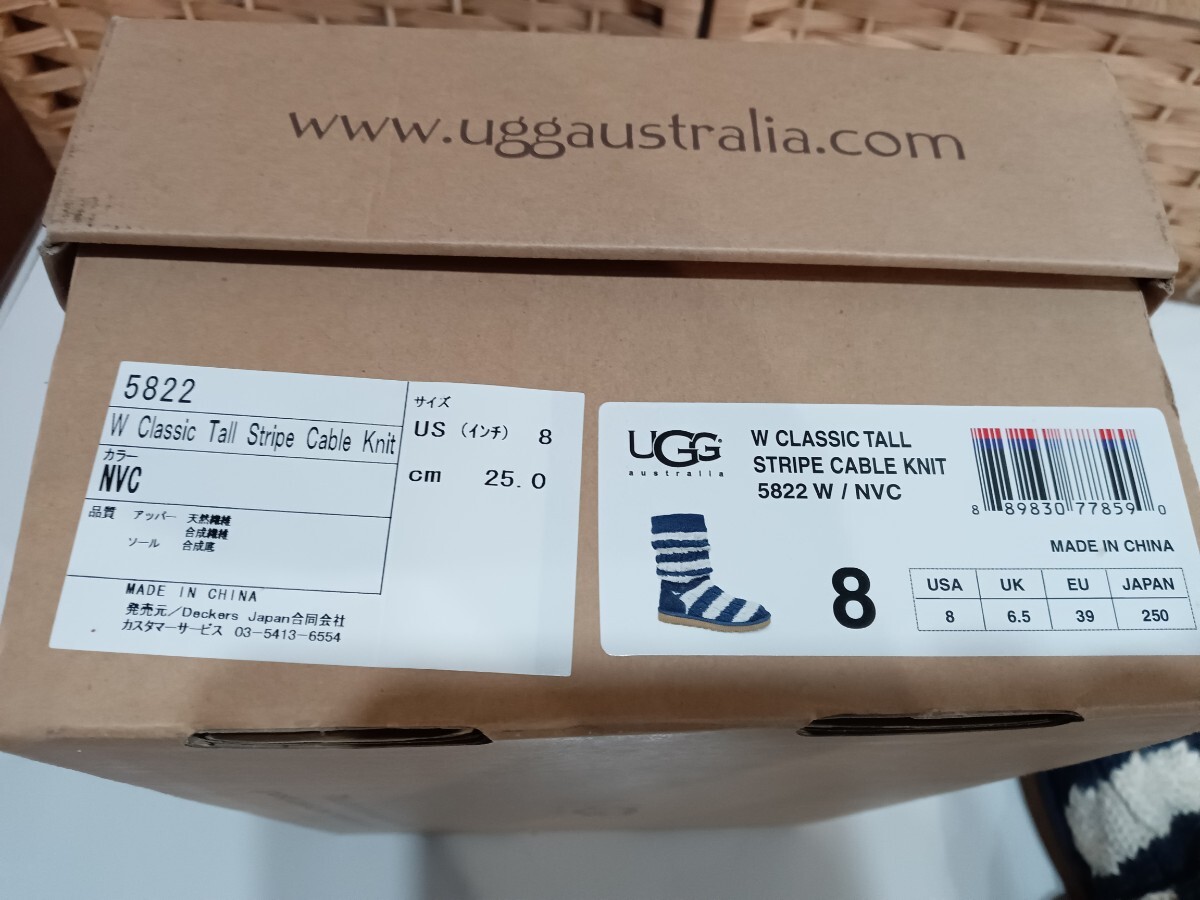 www.uggaustralia.com
5822
W Classic Tall Stripe Cable Knit
カラー
NVC
品質 アッパー 天然繊維
合成繊維
ソール 合成底
MADE IN CHINA
発売元/Deckers Japan合同会社
カスタマーサービス 03-5413-6554
サイズ
US (インチ) 8
cm 25.0
UGG
australia
W CLASSIC TALL
STRIPE CABLE KNIT
5822 W / NVC
8 89830 77859 0
MADE IN CHINA
8
USA UK EU JAPAN
8 6.5 39 250